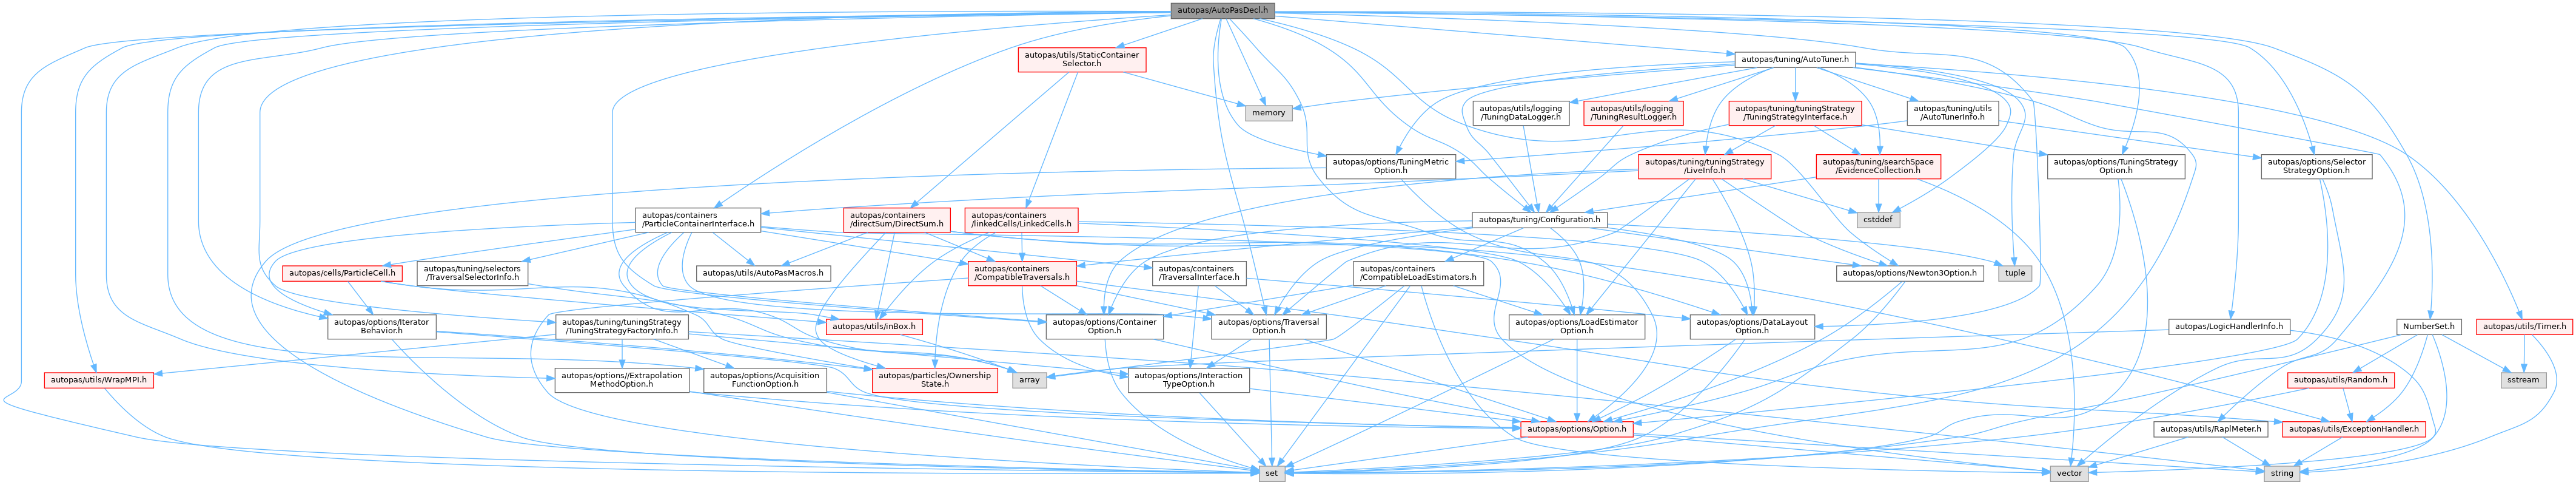 autopas/AutoPasDecl.h
autopas/utils/StaticContainer
Selector.h
autopas/tuning/AutoTuner.h
memory
autopas/utils/logging
/TuningDataLogger.h
autopas/utils/logging
/TuningResultLogger.h
autopas/tuning/tuningStrategy
/TuningStrategyInterface.h
autopas/tuning/utils
/AutoTunerInfo.h
autopas/options/TuningMetric
Option.h
autopas/tuning/tuningStrategy
/LiveInfo.h
autopas/tuning/searchSpace
/EvidenceCollection.h
autopas/options/TuningStrategy
Option.h
autopas/options/Selector
StrategyOption.h
autopas/containers
/ParticleContainerInterface.h
autopas/containers
/directSum/DirectSum.h
autopas/containers
/linkedCells/LinkedCells.h
autopas/tuning/Configuration.h
cstddef
autopas/cells/ParticleCell.h
autopas/tuning/selectors
/TraversalSelectorInfo.h
autopas/utils/AutoPasMacros.h
autopas/containers
/CompatibleTraversals.h
autopas/containers
/TraversalInterface.h
autopas/containers
/CompatibleLoadEstimators.h
autopas/options/Newton3Option.h
tuple
autopas/options/Iterator
Behavior.h
autopas/tuning/tuningStrategy
/TuningStrategyFactoryInfo.h
autopas/utils/inBox.h
autopas/options/Container
Option.h
autopas/options/Traversal
Option.h
autopas/options/LoadEstimator
Option.h
autopas/options/DataLayout
Option.h
autopas/LogicHandlerInfo.h
NumberSet.h
autopas/utils/Timer.h
autopas/utils/WrapMPI.h
autopas/options//Extrapolation
MethodOption.h
autopas/options/Acquisition
FunctionOption.h
autopas/particles/Ownership
State.h
array
autopas/options/Interaction
TypeOption.h
autopas/utils/Random.h
sstream
autopas/options/Option.h
autopas/utils/RaplMeter.h
autopas/utils/ExceptionHandler.h
set
vector
string